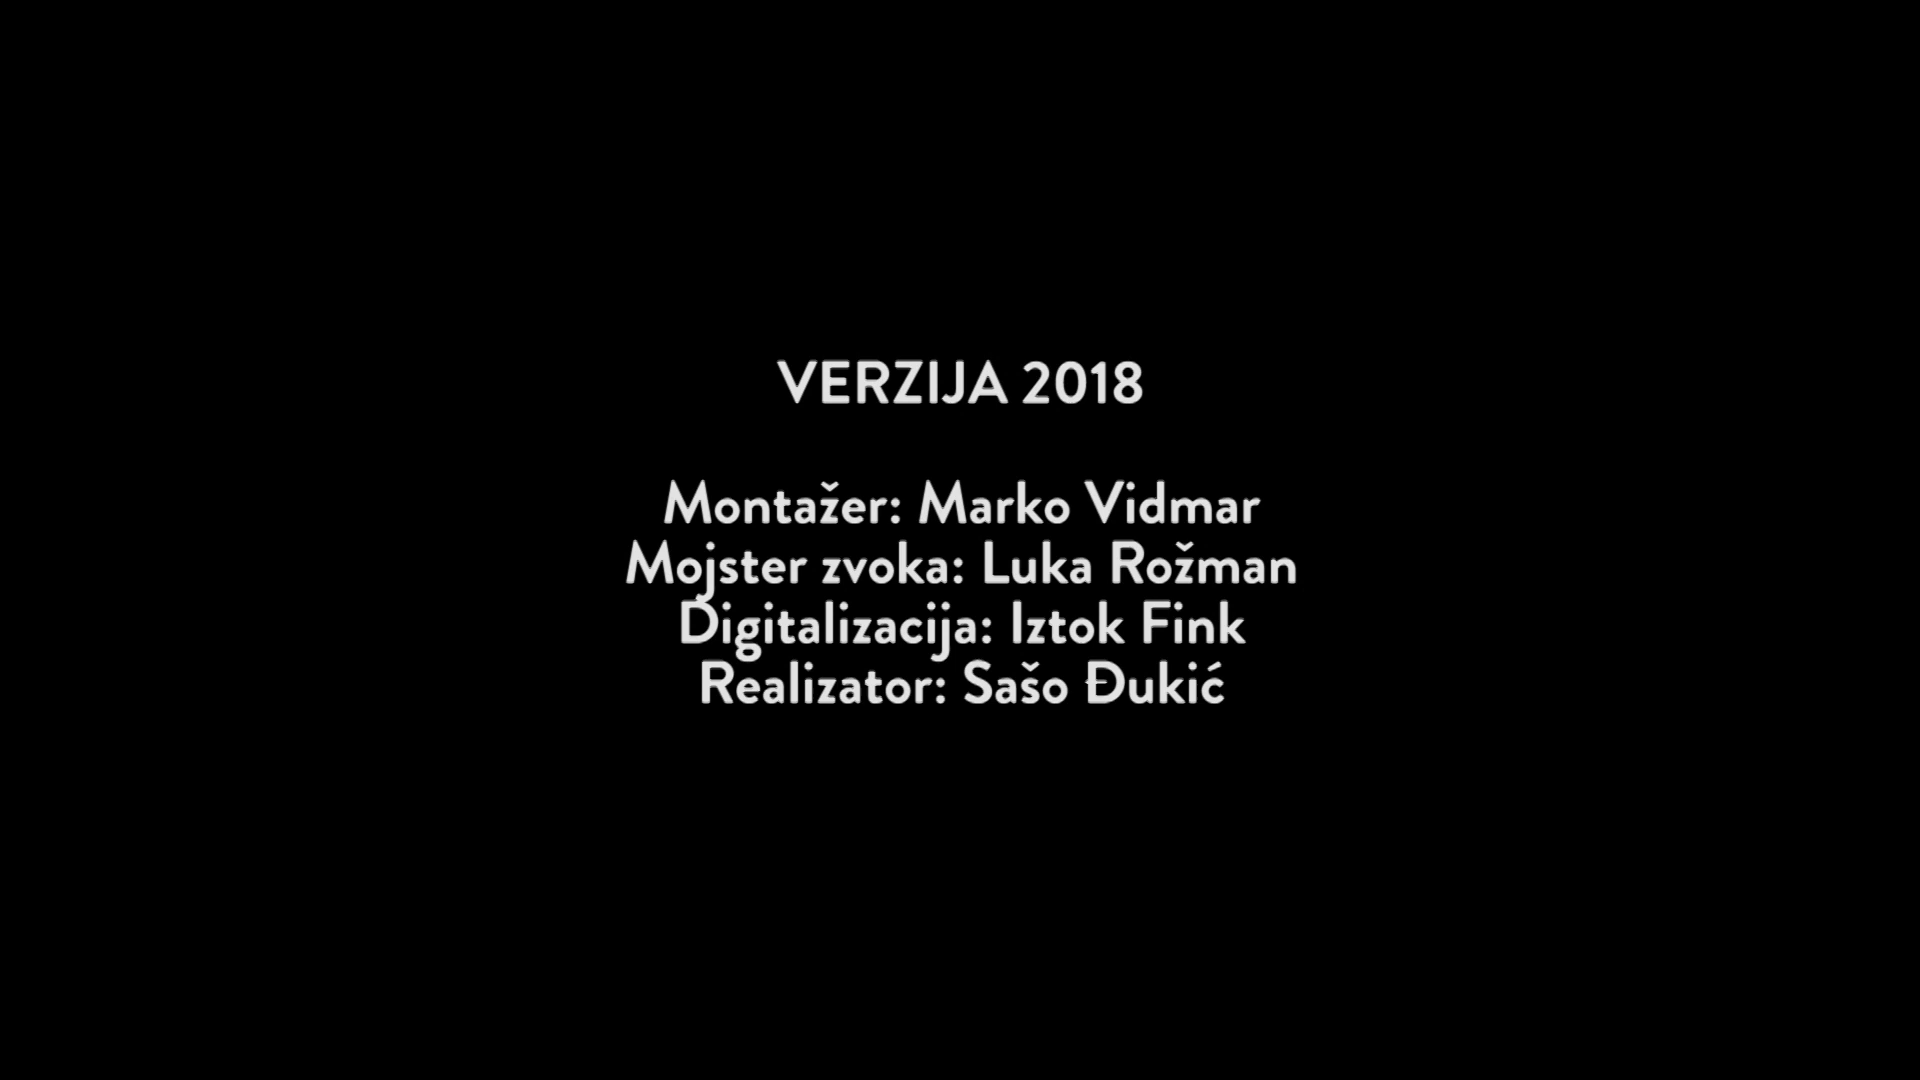 VERZIJA 2018
Montažer: Marko Vidmar
Mojster zvoka: Luka Rožman
Digitalizacija: Iztok Fink
Realizator: Sašo Đukić